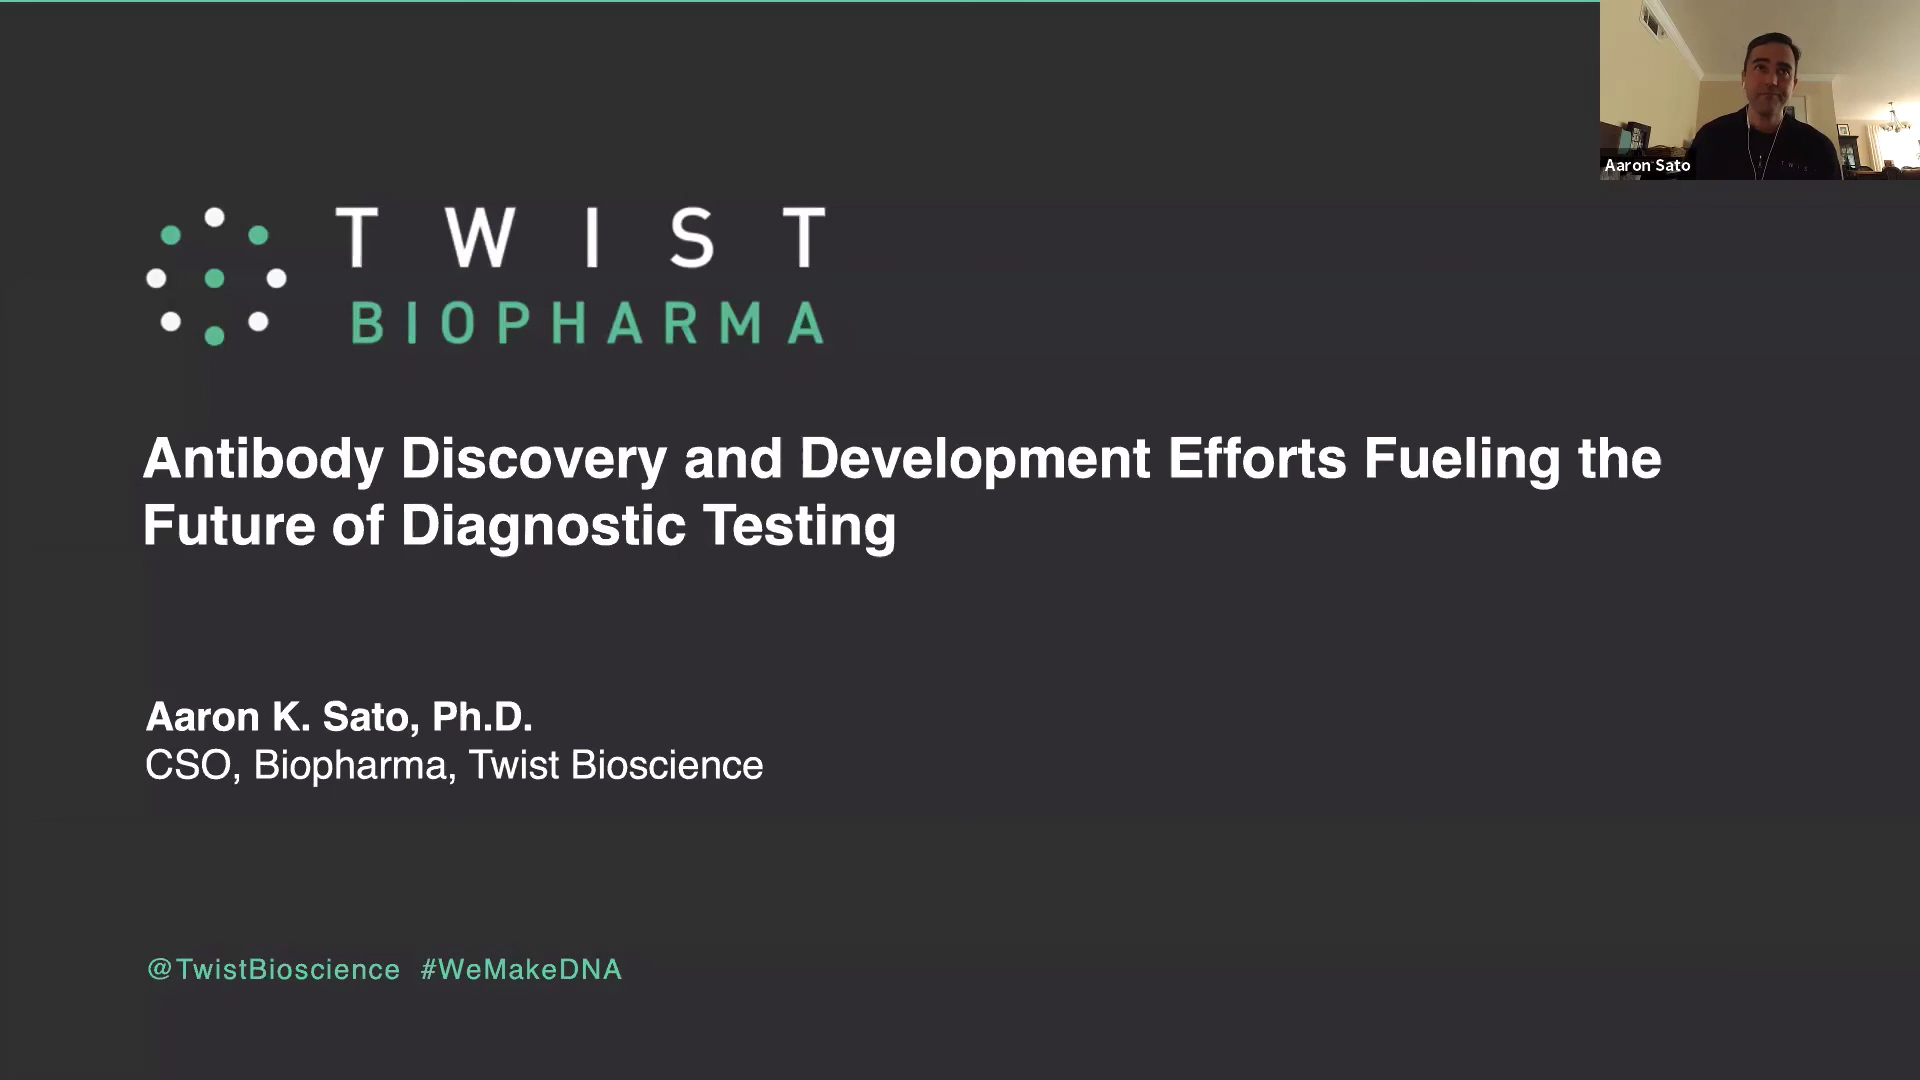 Aaron Sato
T W I S T
BIOPHARMA
Antibody Discovery and Development Efforts Fueling the
Future of Diagnostic Testing
Aaron K. Sato, Ph.D.
CSO, Biopharma, Twist Bioscience
@TwistBioscience #WeMakeDNA